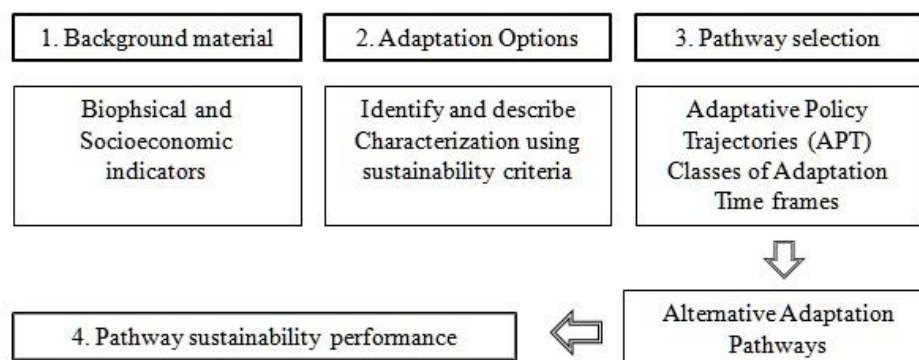 1. Background material
2. Adaptation Options
3. Pathway selection
Biophsical and
Socioeconomic
indicators
Identify and describe
Characterization using
sustainability criteria
Adaptative Policy
Trajectories (APT)
Classes of Adaptation
Time frames
Alternative Adaptation
Pathways
4. Pathway sustainability performance